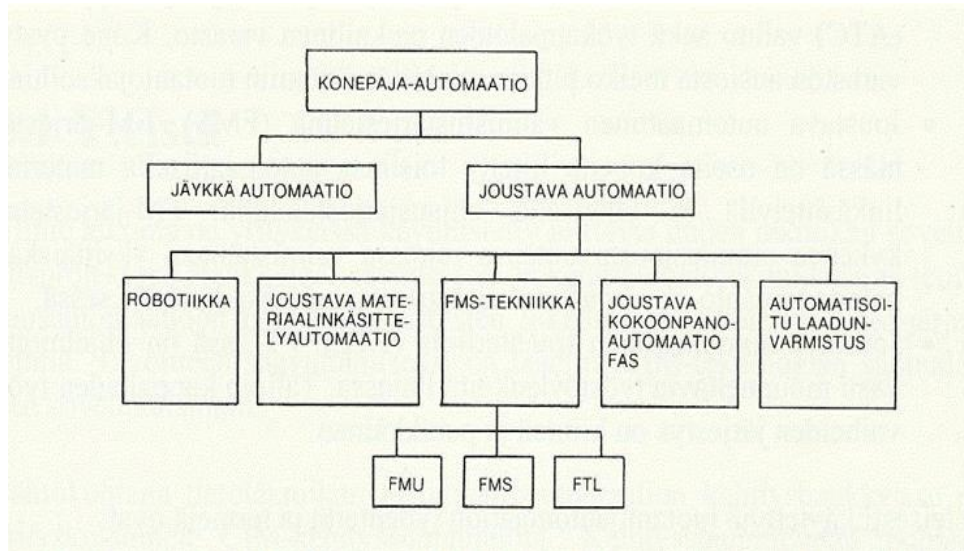 KONEPAJA-AUTOMAATIO
JÄYKKÄ AUTOMAATIO
JOUSTAVA AUTOMAATIO
ROBOTIIKKA
JOUSTAVA MATE-
RIAALINKÄSITTE-
LYAUTOMAATIO
FMS-TEKNIIKKA
JOUSTAVA
KOKOONPANO-
AUTOMAATIO
FAS
AUTOMATISOI-
TU LAADUN-
VARMISTUS
FMU
FMS
FTL